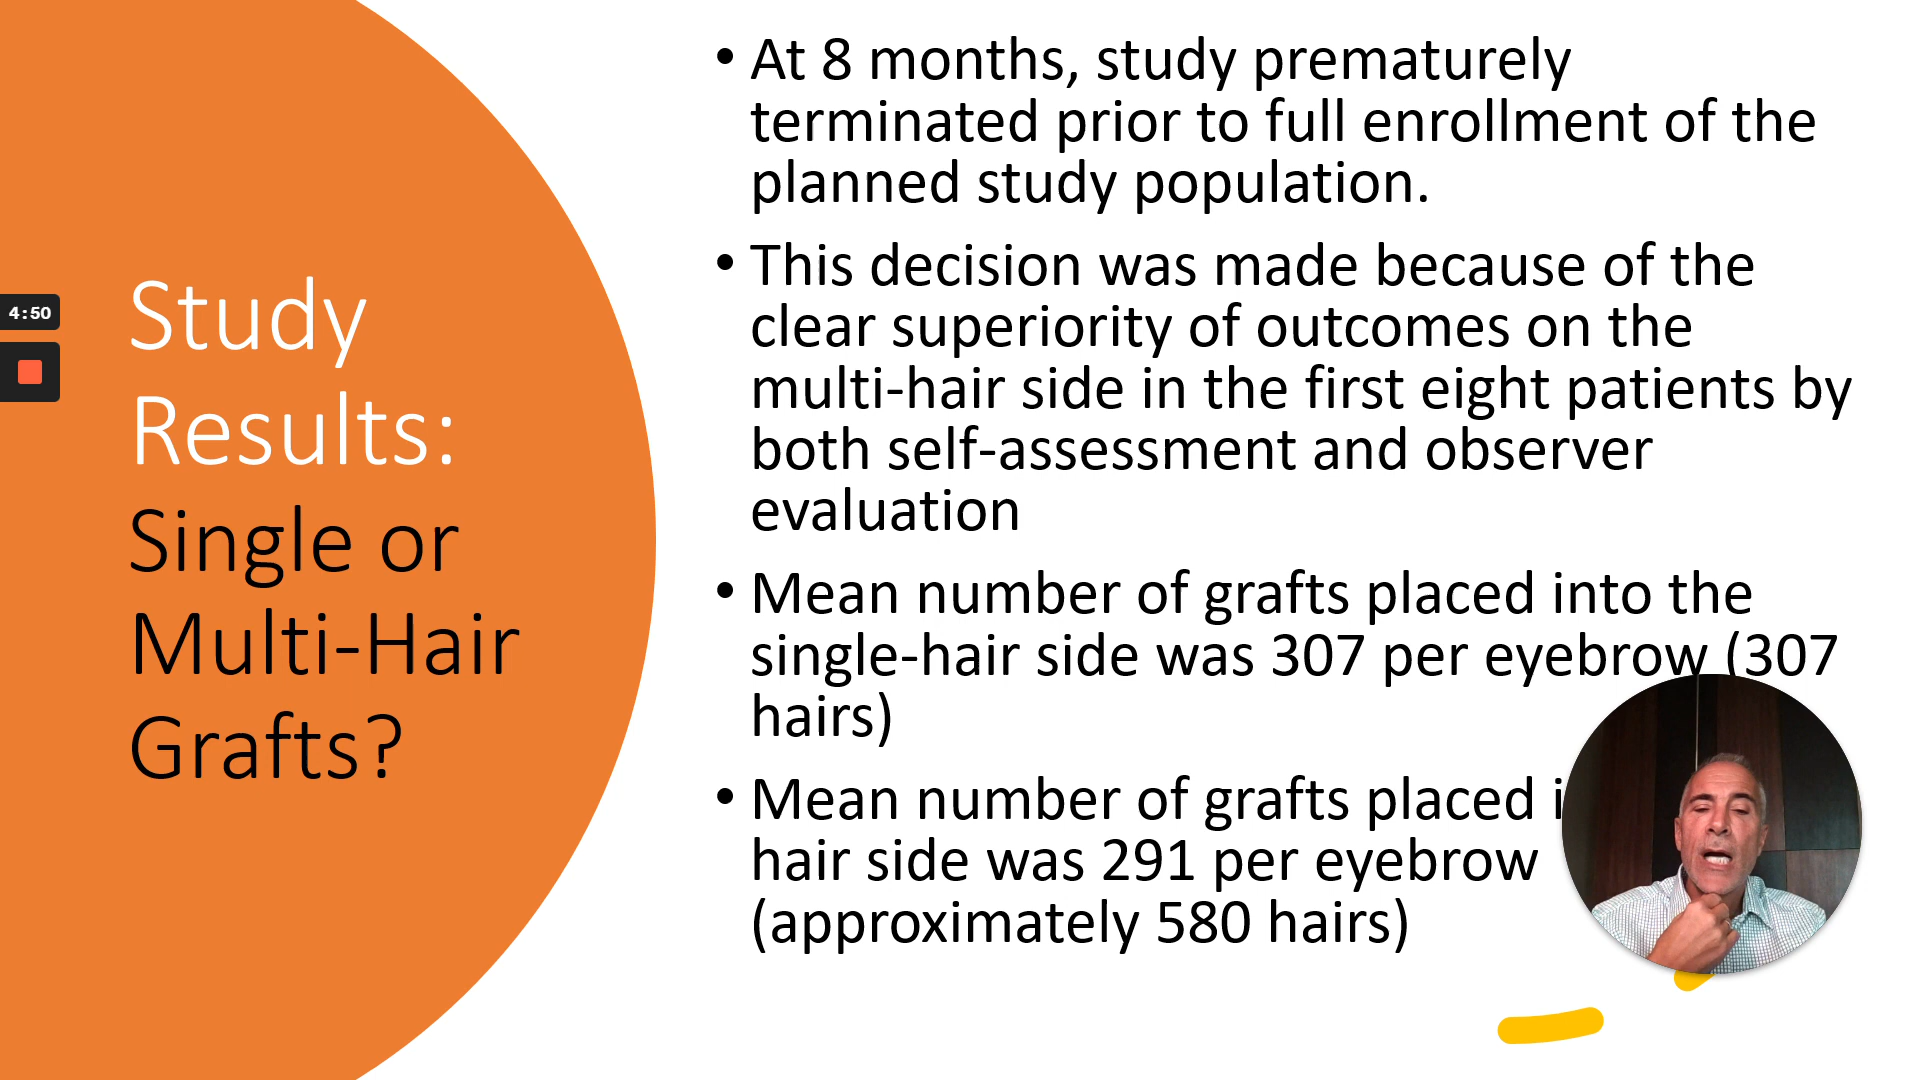 4:50
Study
Results:
Single or
Multi-Hair
Grafts?
• At 8 months, study prematurely
terminated prior to full enrollment of the
planned study population.
• This decision was made because of the
clear superiority of outcomes on the
multi-hair side in the first eight patients by
both self-assessment and observer
evaluation
• Mean number of grafts placed into the
single-hair side was 307 per eyebrow (307
hairs)
• Mean number of grafts placed
hair side was 291 per eyebrow
(approximately 580 hairs)